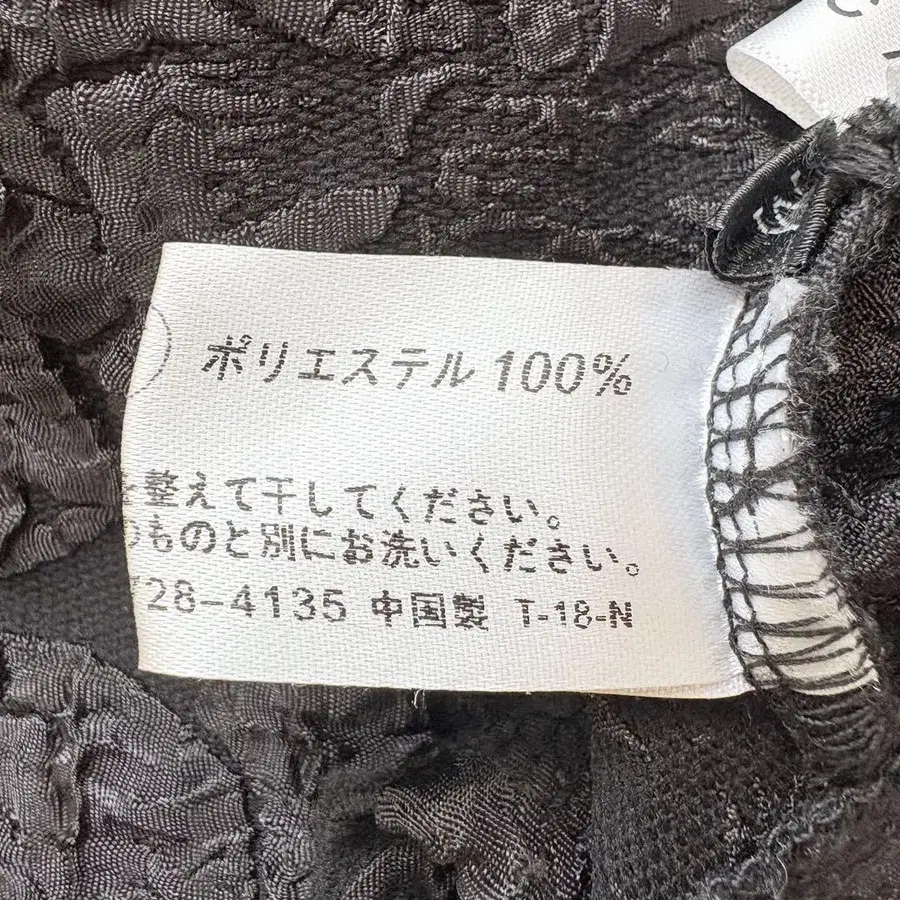 ポリエステル 100%
整えて干してください。
のものと別にお洗いください。
28-4135 中国製 T-18-W